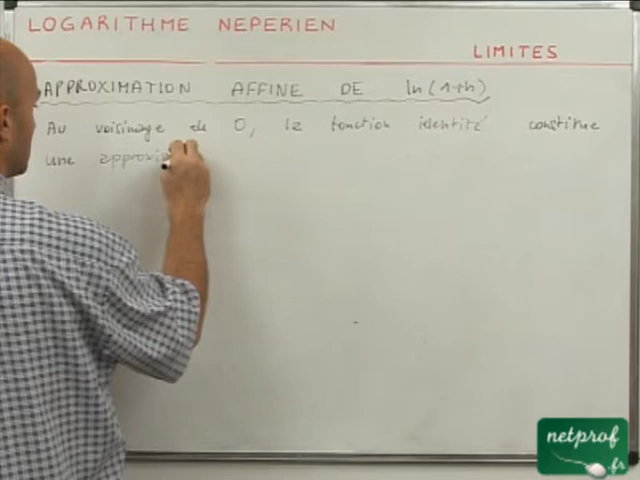 LOGARITHME NEPERIEN
LIMITES
APPROXIMATION AFFINE DE ln(1+h)
Au voisinage de 0, la fonction identité constitue
une approxi
netprof
.fr